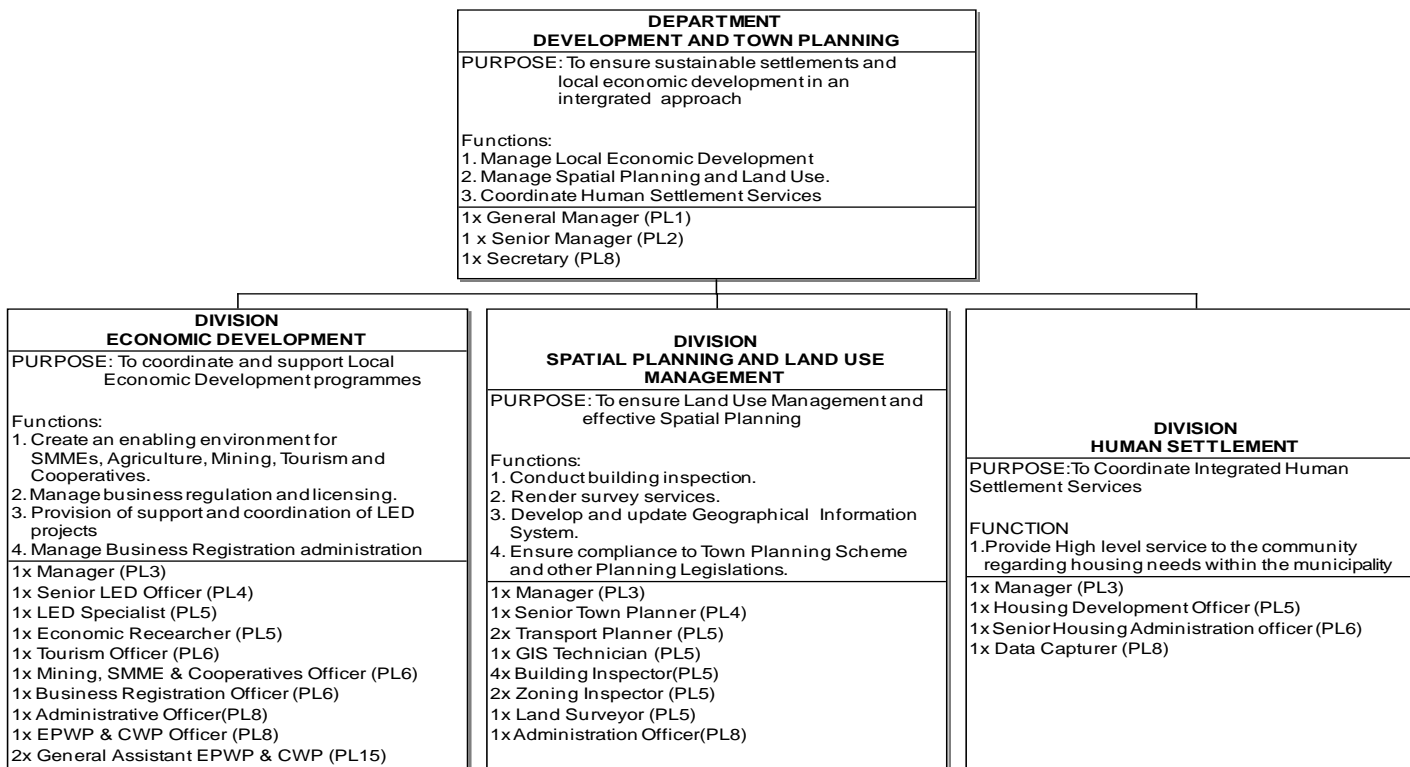 DEPARTMENT
DEVELOPMENT AND TOWN PLANNING
PURPOSE: To ensure sustainable settlements and
local economic development in an
intergrated approach
Functions:
1. Manage Local Economic Development
2. Manage Spatial Planning and Land Use.
3. Coordinate Human Settlement Services
1x General Manager (PL1)
1 x Senior Manager (PL2)
1x Secretary (PL8)
DIVISION
ECONOMIC DEVELOPMENT
PURPOSE: To coordinate and support Local
Economic Development programmes
Functions:
1. Create an enabling environment for
SMMEs, Agriculture, Mining, Tourism and
Cooperatives.
2. Manage business regulation and licensing.
3. Provision of support and coordination of LED
projects
4. Manage Business Registration administration
1x Manager (PL3)
1x Senior LED Officer (PL4)
1x LED Specialist (PL5)
1x Economic Recearcher (PL5)
1x Tourism Officer (PL6)
1x Mining, SMME & Cooperatives Officer (PL6)
1x Business Registration Officer (PL6)
1x Administrative Officer(PL8)
1x EPWP & CWP Officer (PL8)
2x General Assistant EPWP & CWP (PL15)
DIVISION
SPATIAL PLANNING AND LAND USE
MANAGEMENT
PURPOSE: To ensure Land Use Management and
effective Spatial Planning
Functions:
1. Conduct building inspection.
2. Render survey services.
3. Develop and update Geographical Information
System.
4. Ensure compliance to Town Planning Scheme
and other Planning Legislations.
1x Manager (PL3)
1x Senior Town Planner (PL4)
2x Transport Planner (PL5)
1x GIS Technician (PL5)
4x Building Inspector(PL5)
2x Zoning Inspector (PL5)
1x Land Surveyor (PL5)
1x Administration Officer(PL8)
DIVISION
HUMAN SETTLEMENT
PURPOSE:To Coordinate Integrated Human
Settlement Services
FUNCTION
1.Provide High level service to the community
regarding housing needs within the municipality
1x Manager (PL3)
1x Housing Development Officer (PL5)
1x Senior Housing Administration officer (PL6)
1x Data Capturer (PL8)